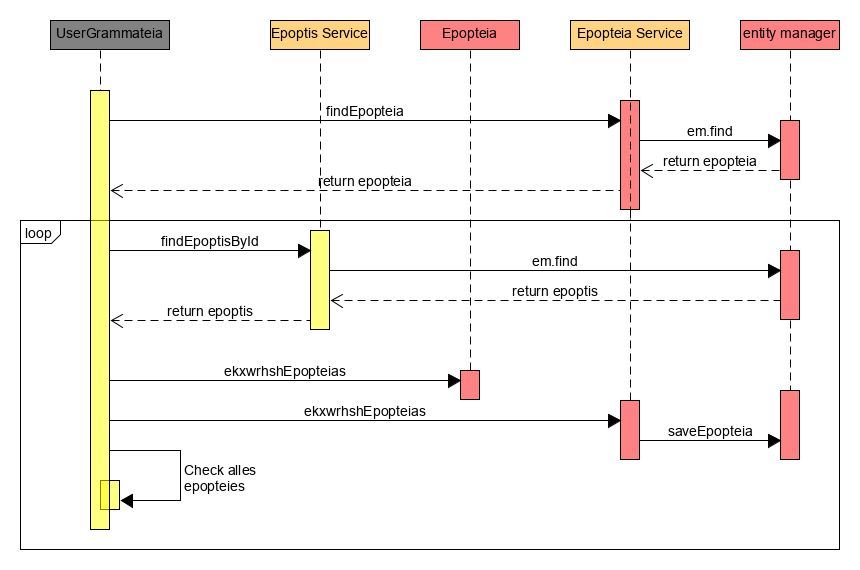 UserGrammateia
Epoptis Service
Epopteia
Epopteia Service
entity manager
findEpopteia
em.find
return epopteia
return epopteia
loop
findEpoptisById
em.find
return epoptis
return epoptis
ekxwrhshEpopteias
ekxwrhshEpopteias
saveEpopteia
Check alles
epopteies